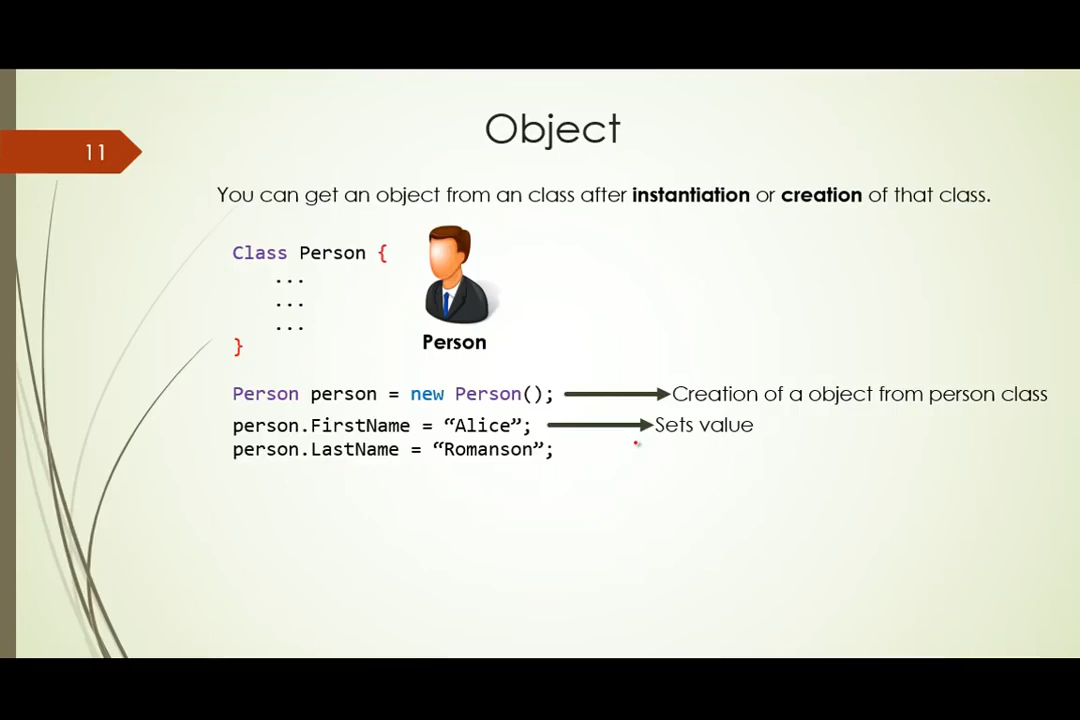 11
Object
You can get an object from an class after instantiation or creation of that class.
Class Person {
...
...
...
}
Person
Person person = new Person(); Creation of a object from person class
person.FirstName = “Alice”; Sets value
person.LastName = “Romanson”;